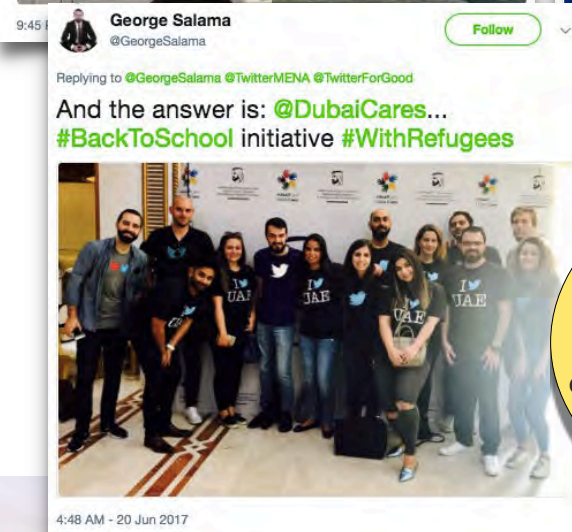 9:45
George Salama
@GeorgeSalama
Follow
Replying to @GeorgeSalama @TwitterMENA @TwitterForGood
And the answer is: @DubaiCares...
#BackToSchool initiative #WithRefugees
I
UAE
I
UAE
I
UAE
I
UAE
4:48 AM - 20 Jun 2017